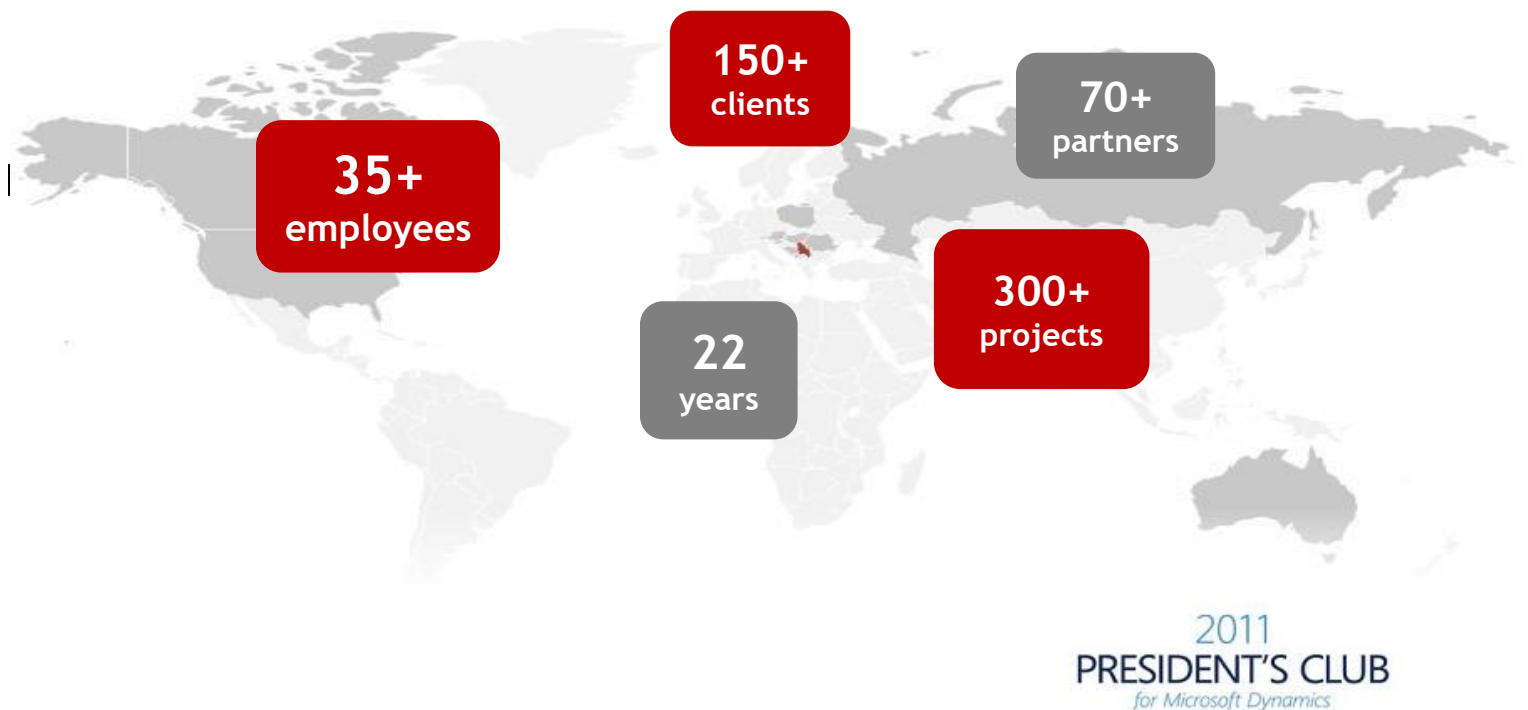 150+
clients
70+
partners
35+
employees
300+
projects
22
years
2011
PRESIDENT'S CLUB
for Microsoft Dynamics